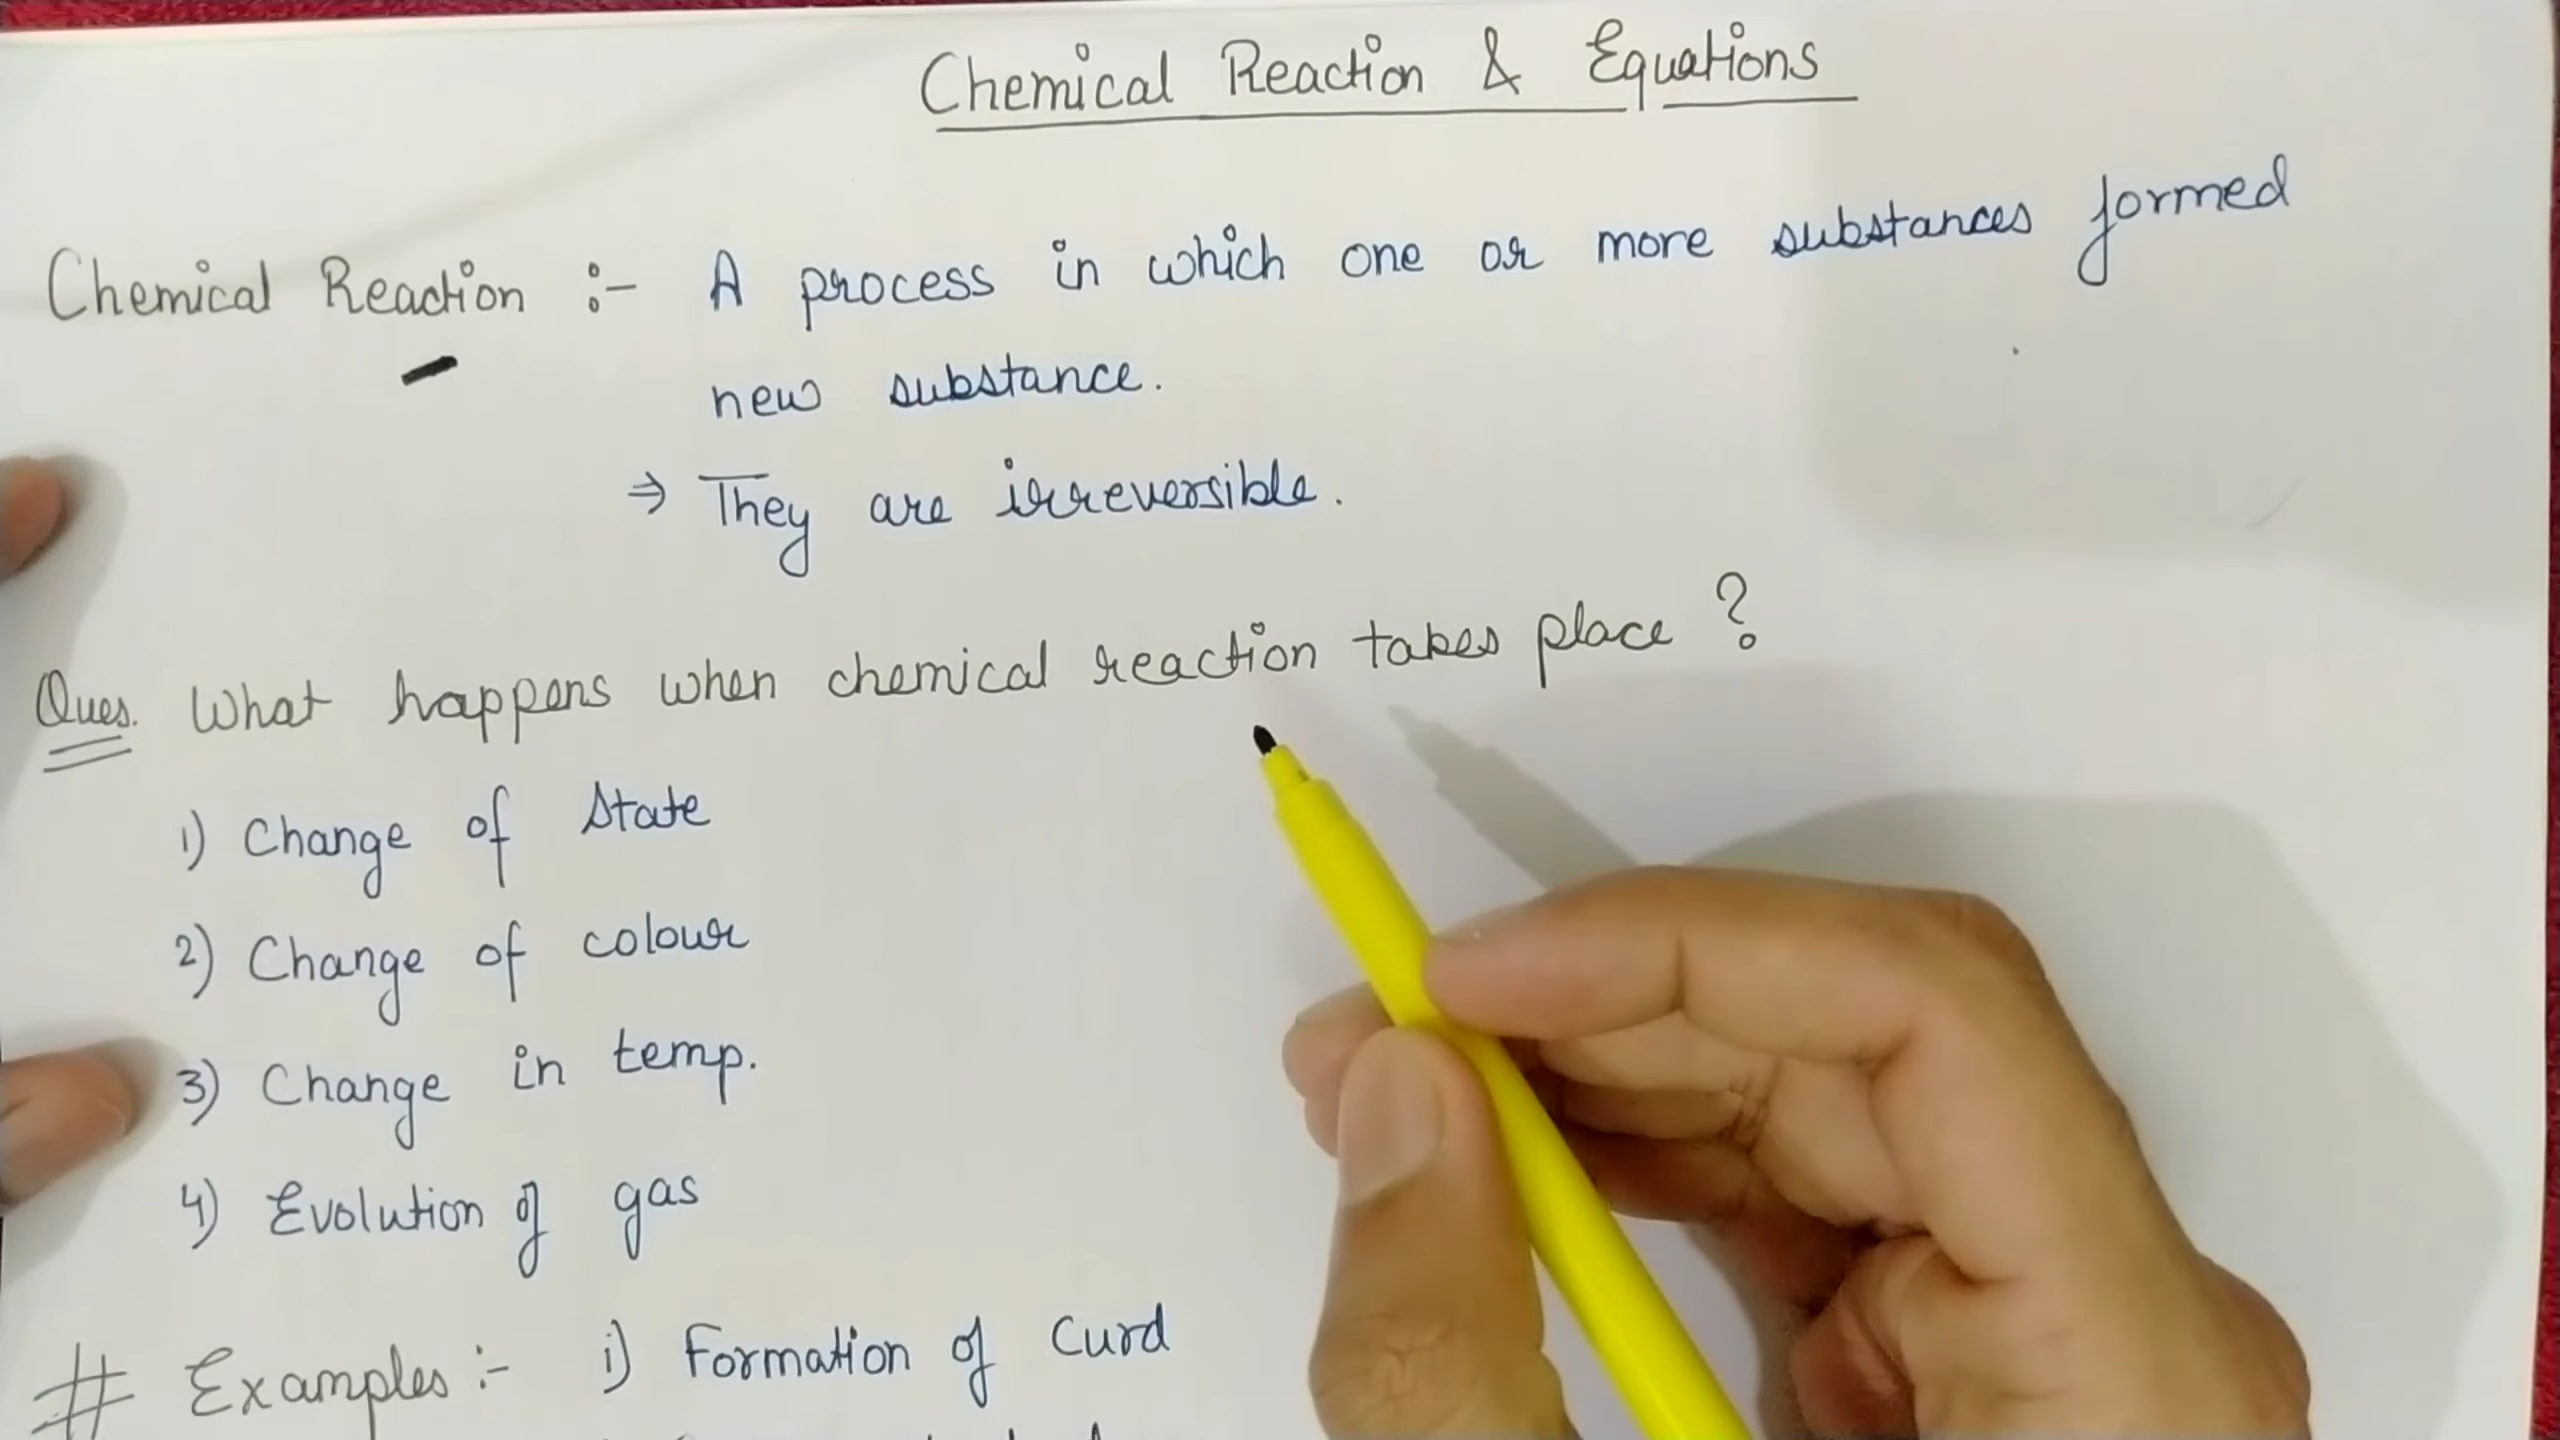 Chemical Reaction & Equations
Chemical Reaction :- A process in which one or more substances formed
new substance.
⇒ They are irreversible.
Ques. What happens when chemical reaction takes place ?
1) Change of State
2) Change of colour
3) Change in temp.
4) Evolution of gas
# Examples :- i) Formation of Curd